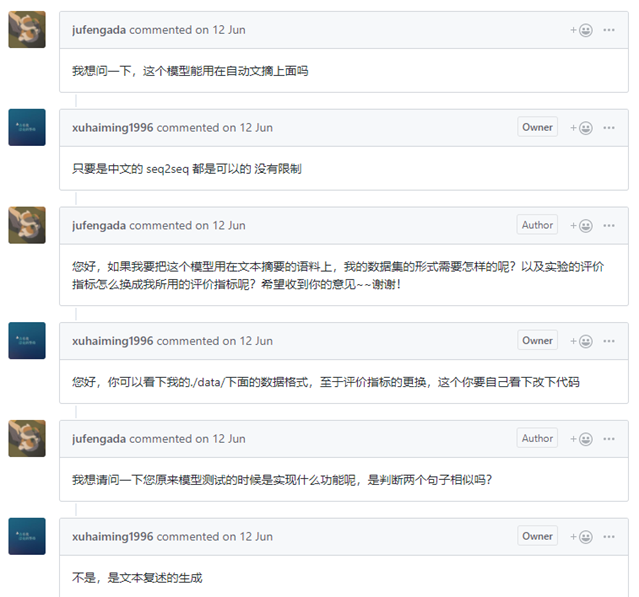 jufengada commented on 12 Jun
我想问一下，这个模型能用在自动文摘上面吗
xuhaiming1996 commented on 12 Jun Owner
只要是中文的 seq2seq 都是可以的 没有限制
jufengada commented on 12 Jun Author
您好，如果我要把这个模型用在文本摘要的语料上，我的数据集的形式需要怎样的呢？以及实验的评价
指标怎么换成我所用的评价指标呢？希望收到你的意见~~谢谢！
xuhaiming1996 commented on 12 Jun Owner
您好，你可以看下我的./data/下面的数据格式，至于评价指标的更换，这个你要自己看下改下代码
jufengada commented on 12 Jun Author
我想请问一下您原来模型测试的时候是实现什么功能呢，是判断两个句子相似吗？
xuhaiming1996 commented on 12 Jun Owner
不是，是文本复述的生成